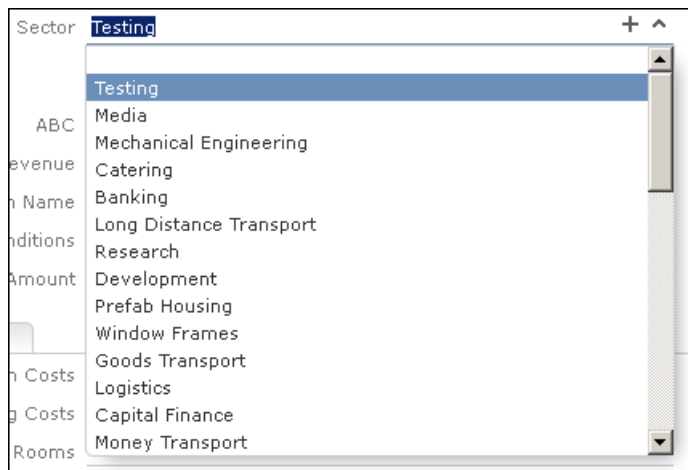 Sector Testing
Testing
Media
ABC
Mechanical Engineering
evenue
Catering
Banking
n Name
Long Distance Transport
nditions
Research
Amount
Development
Prefab Housing
Window Frames
Goods Transport
n Costs
Logistics
g Costs
Capital Finance
Rooms
Money Transport